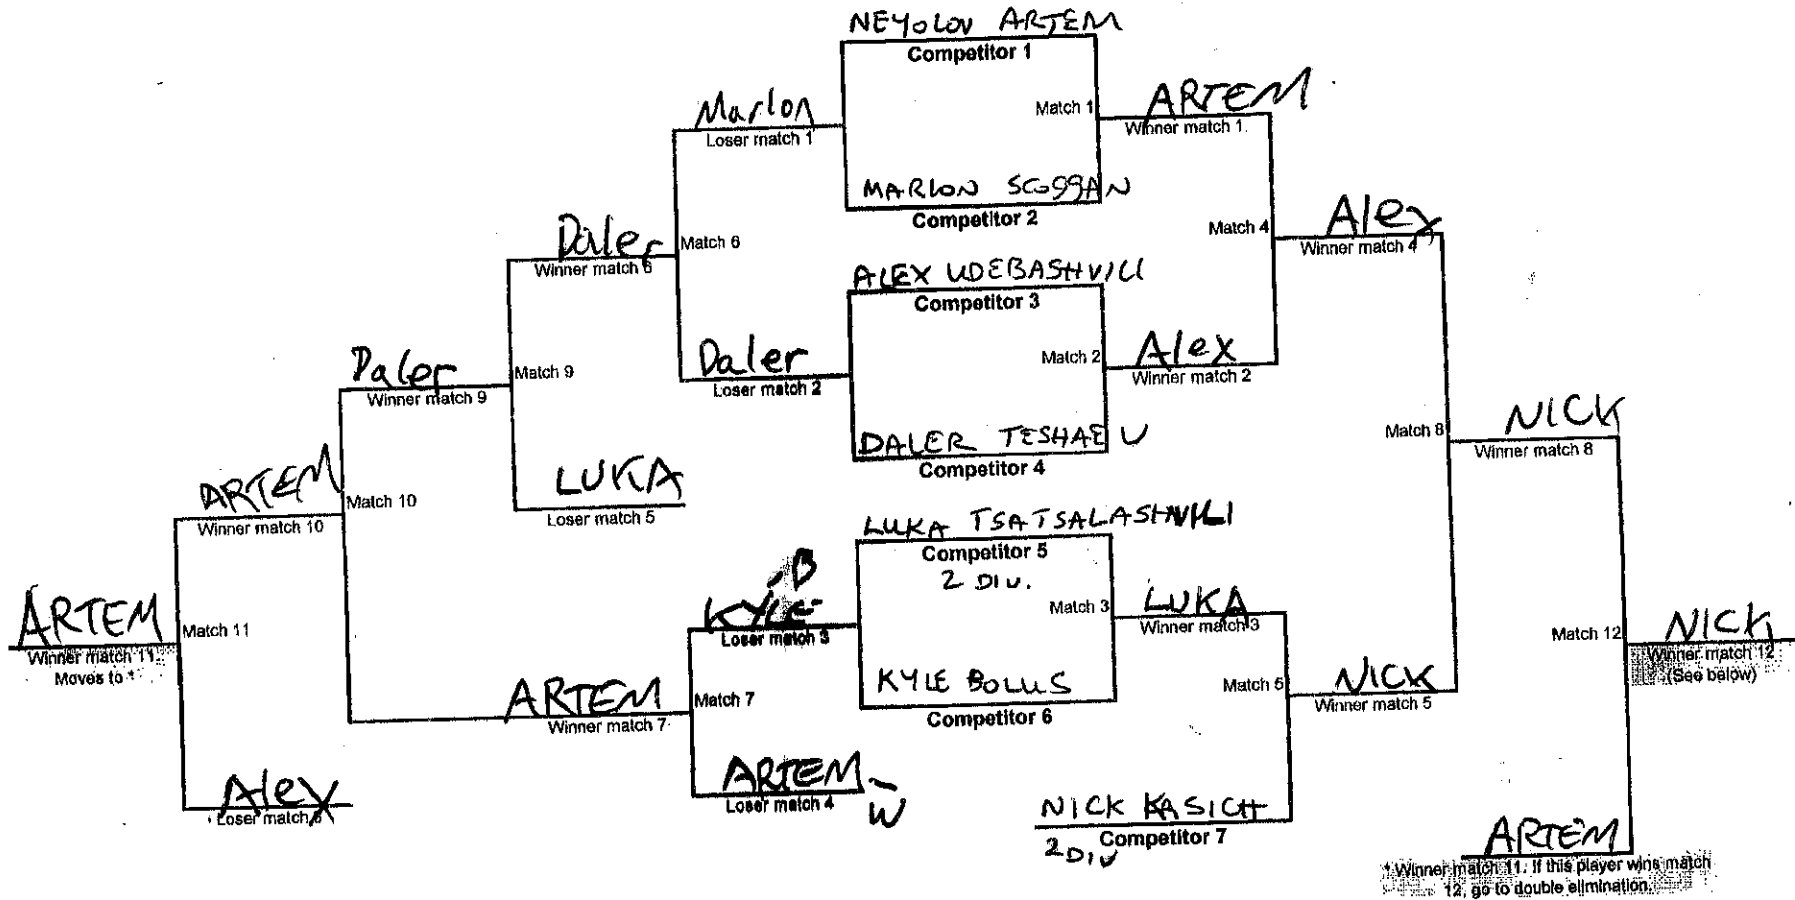 NEYOLOV ARTEM
Competitor 1
Marlon
Loser match 1
Match 1
ARTEM
Winner match 1.
MARLON SCOGGAN
Competitor 2
Daler
Winner match 6
Match 6
Match 4
Alex
Winner match 4
ALEX UDEBASHVILI
Competitor 3
Daler
Loser match 2
Match 2
Alex
Winner match 2
Daler
Winner match 9
Match 9
DALER TESHAEV
Competitor 4
Match 8
NICK
Winner match 8
ARTEM
Winner match 10
Match 10
LUKA
Loser match 5
LUKA TSATSALASHVILI
Competitor 5
2 DIV.
KYLE - B
Loser match 3
Match 3
LUKA
Winner match 3
ARTEM
Winner match 11.
Moves to *
Match 11
Match 12
NICK
Winner match 12
(See below)
ARTEM
Winner match 7
Match 7
KYLE BOLUS
Competitor 6
Match 5
NICK
Winner match 5
Alex
Loser match 8
ARTEM - W
Loser match 4
NICK KASICH
Competitor 7
2 DIV
ARTEM
* Winner match 11. If this player wins match
12, go to double elimination.